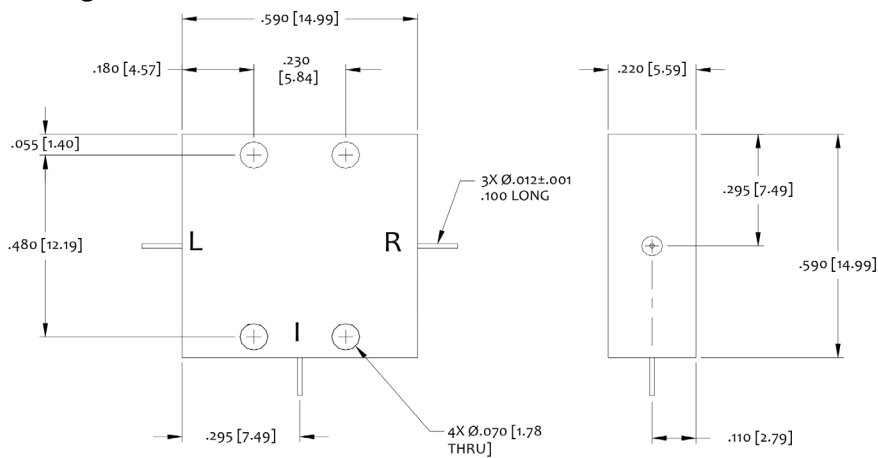 .590 [14.99]
.180 [4.57]
.230
[5.84]
.220 [5.59]
.055 [1.40]
3X Ø.012±.001
.100 LONG
.295 [7.49]
L
R
.480 [12.19]
.590 [14.99]
I
.295 [7.49]
4X Ø.070 [1.78
THRU]
.110 [2.79]